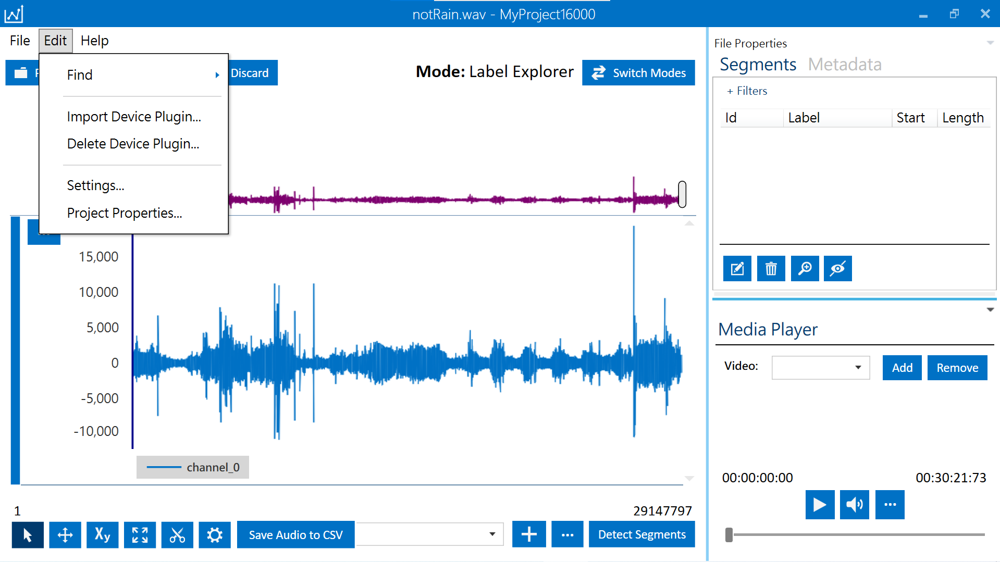 notRain.wav - MyProject16000
File Edit Help
Find
Discard
Mode: Label Explorer
Switch Modes
Import Device Plugin...
Delete Device Plugin...
Settings...
Project Properties...
15,000
10,000
5,000
0
-5,000
-10,000
channel_0
1
29147797
Xy
Save Audio to CSV
Detect Segments
File Properties
Segments Metadata
+ Filters
Id Label Start Length
Media Player
Video:
Add
Remove
00:00:00:00
00:30:21:73